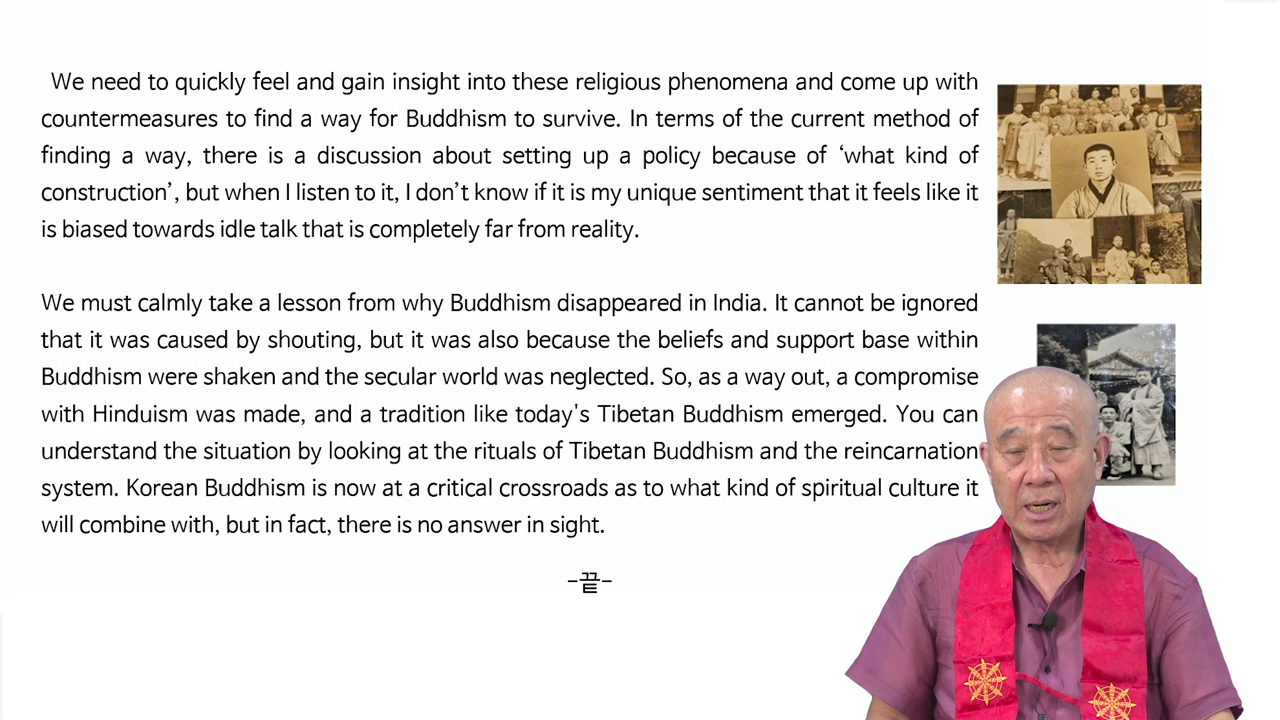 We need to quickly feel and gain insight into these religious phenomena and come up with
countermeasures to find a way for Buddhism to survive. In terms of the current method of
finding a way, there is a discussion about setting up a policy because of ‘what kind of
construction’, but when I listen to it, I don’t know if it is my unique sentiment that it feels like it
is biased towards idle talk that is completely far from reality.
We must calmly take a lesson from why Buddhism disappeared in India. It cannot be ignored
that it was caused by shouting, but it was also because the beliefs and support base within
Buddhism were shaken and the secular world was neglected. So, as a way out, a compromise
with Hinduism was made, and a tradition like today's Tibetan Buddhism emerged. You can
understand the situation by looking at the rituals of Tibetan Buddhism and the reincarnation
system. Korean Buddhism is now at a critical crossroads as to what kind of spiritual culture it
will combine with, but in fact, there is no answer in sight.
-끝-